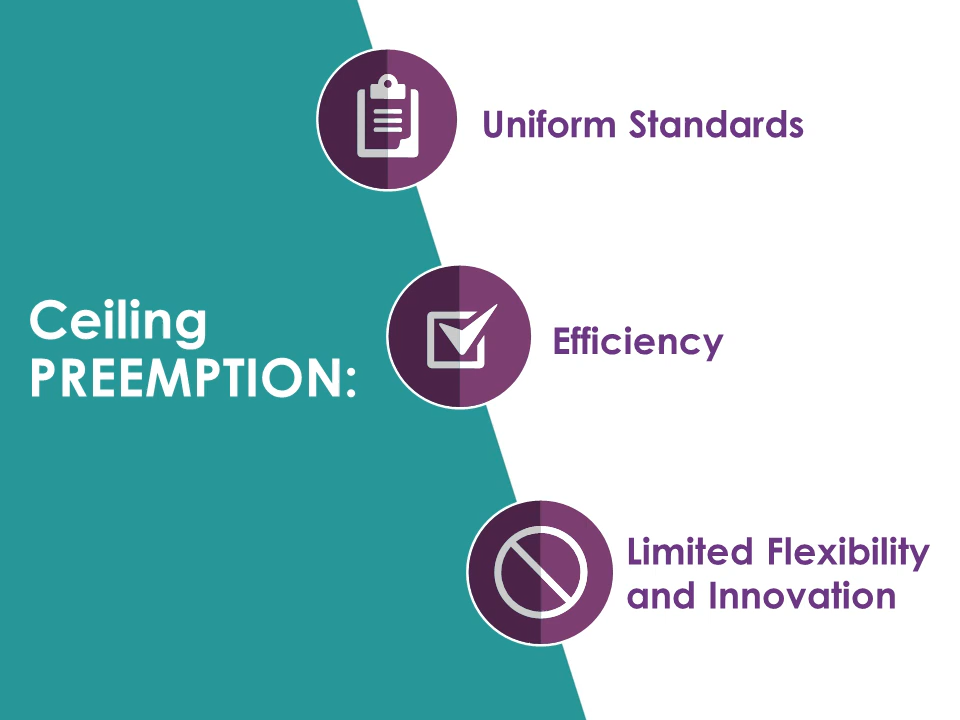 Uniform Standards
Ceiling
PREEMPTION:
Efficiency
Limited Flexibility
and Innovation